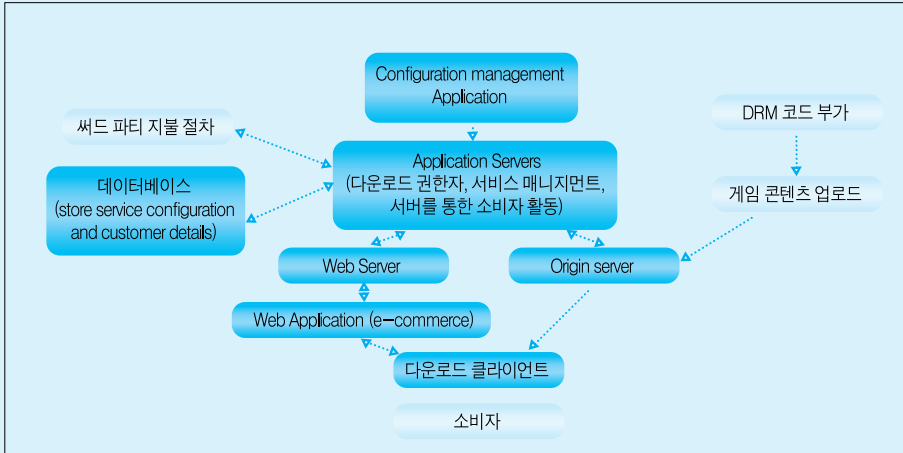 Configuration management
Application
써드 파티 지불 절차
DRM 코드 부가
Application Servers
(다운로드 권한자, 서비스 매니지먼트,
서버를 통한 소비자 활동)
데이터베이스
(store service configuration
and customer details)
게임 콘텐츠 업로드
Web Server
Origin server
Web Application (e-commerce)
다운로드 클라이언트
소비자